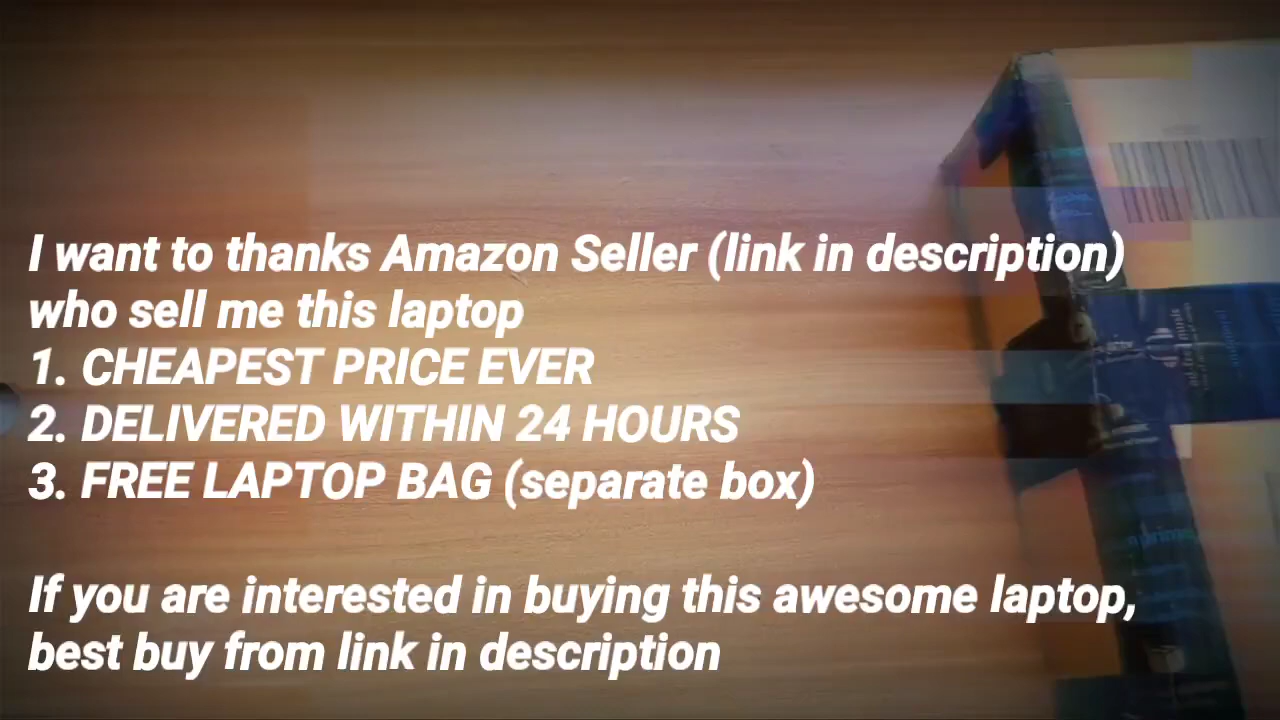 I want to thanks Amazon Seller (link in description)
who sell me this laptop
1. CHEAPEST PRICE EVER
2. DELIVERED WITHIN 24 HOURS
3. FREE LAPTOP BAG (separate box)
If you are interested in buying this awesome laptop,
best buy from link in description
prime